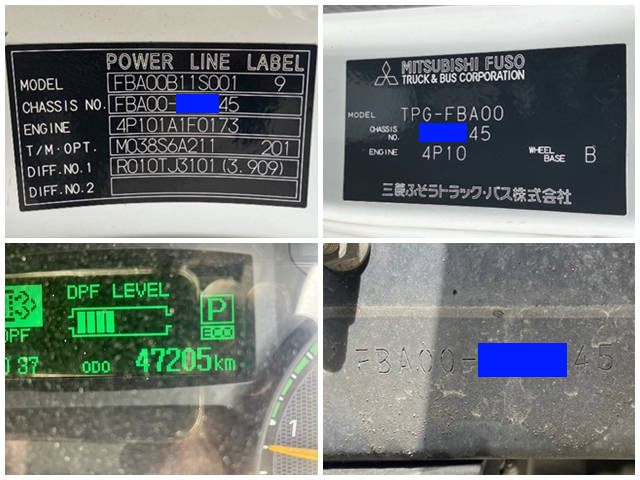 POWER LINE LABEL
MODEL FBA00B11S001 9
CHASSIS NO. FBA00- 45
ENGINE 4P101A1F0173
T/M・OPT. M038S6A211 201
DIFF.NO.1 R010TJ3101(3.909)
DIFF.NO.2
MITSUBISHI FUSO
TRUCK & BUS CORPORATION
MODEL TPG-FBA00
CHASSIS NO. 45
ENGINE 4P10 WHEEL BASE B
三菱ふそうトラック・バス株式会社
DPF LEVEL P
DPF ECO
37 ODO 47205km
1
FBA00- 45